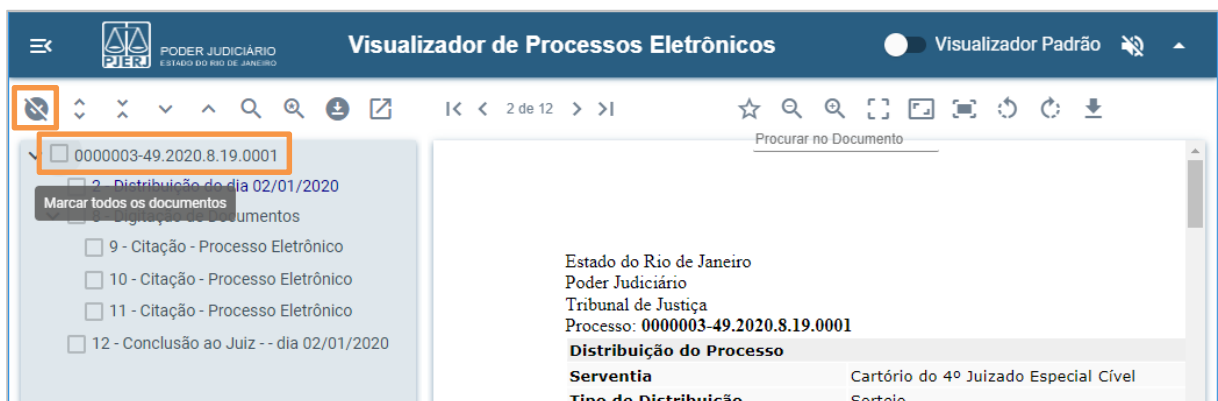 PJERJ
PODER JUDICIÁRIO
ESTADO DO RIO DE JANEIRO
Visualizador de Processos Eletrônicos
Visualizador Padrão
2 de 12
Procurar no Documento
0000003-49.2020.8.19.0001
2 - Distribuição do dia 02/01/2020
Marcar todos os documentos
8 - Digitação de Documentos
9 - Citação - Processo Eletrônico
10 - Citação - Processo Eletrônico
11 - Citação - Processo Eletrônico
12 - Conclusão ao Juiz - - dia 02/01/2020
Estado do Rio de Janeiro
Poder Judiciário
Tribunal de Justiça
Processo: 0000003-49.2020.8.19.0001
Distribuição do Processo
Serventia Cartório do 4º Juizado Especial Cível
Tipo de Distribuição Sorteio